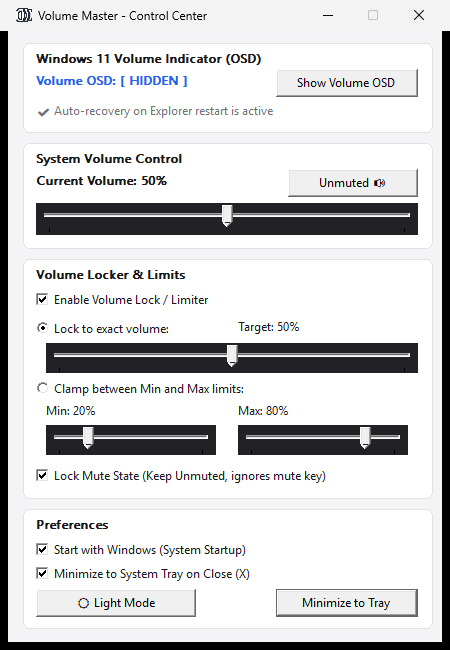 Volume Master - Control Center
Windows 11 Volume Indicator (OSD)
Volume OSD: [ HIDDEN ]
Show Volume OSD
✔ Auto-recovery on Explorer restart is active
System Volume Control
Current Volume: 50%
Unmuted 🔊
Volume Locker & Limits
Enable Volume Lock / Limiter
Lock to exact volume:
Target: 50%
Clamp between Min and Max limits:
Min: 20%
Max: 80%
Lock Mute State (Keep Unmuted, ignores mute key)
Preferences
Start with Windows (System Startup)
Minimize to System Tray on Close (X)
Light Mode
Minimize to Tray